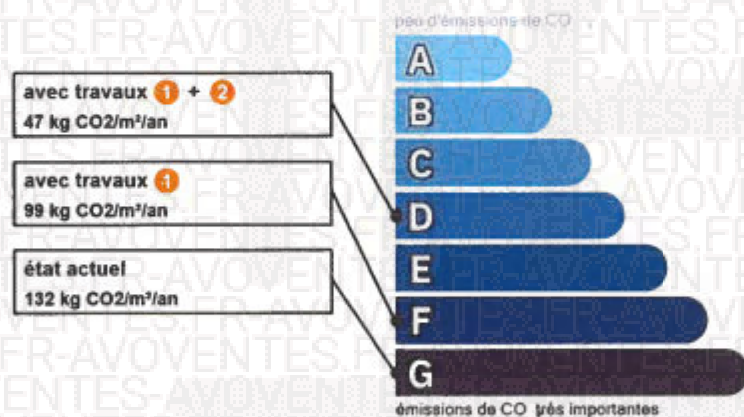 peu d'émissions de CO
A
avec travaux 1 + 2
47 kg CO2/m²/an
B
C
avec travaux 1
99 kg CO2/m²/an
D
E
état actuel
132 kg CO2/m²/an
F
G
émissions de CO très importantes